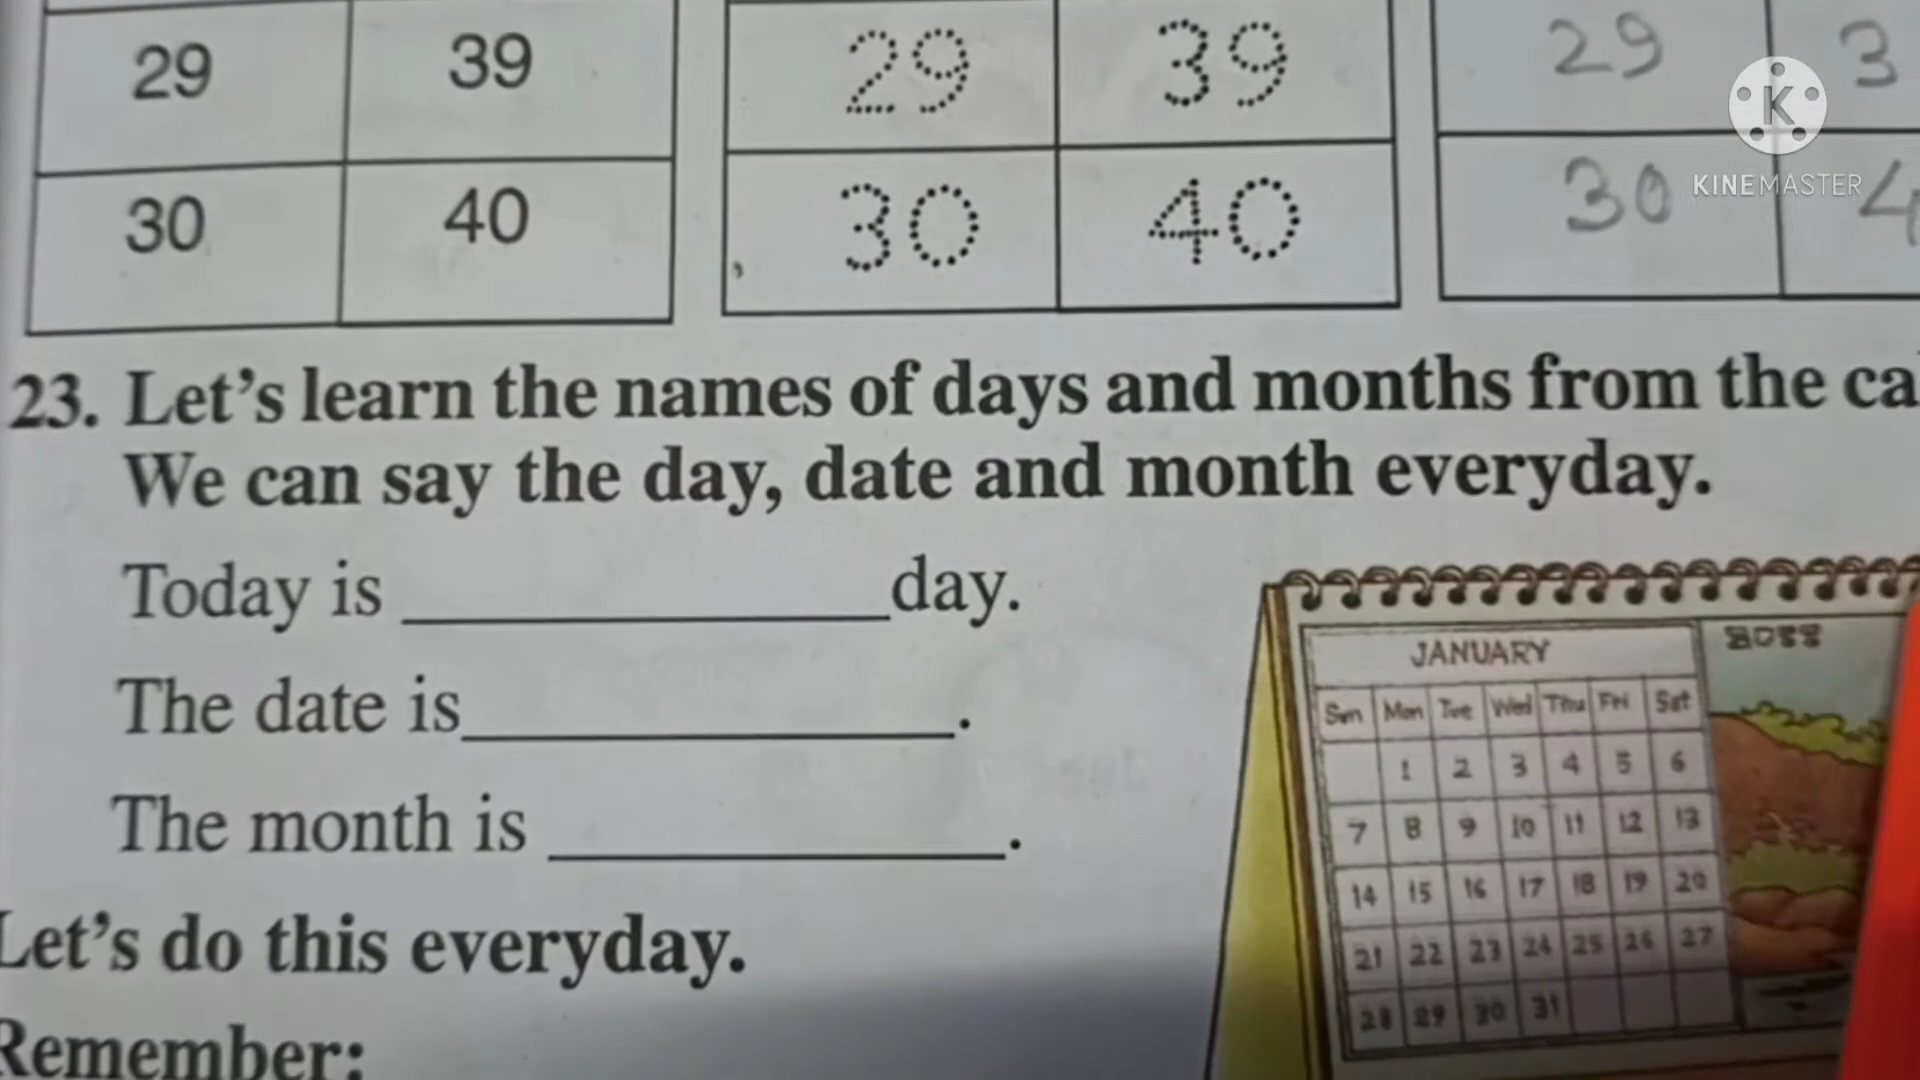 29 39 29 39 29 3
30 40 30 40 30 4
KINEMASTER
23. Let's learn the names of days and months from the ca
We can say the day, date and month everyday.
Today is ____________day.
The date is____________.
The month is ____________.
Let's do this everyday.
Remember:
JANUARY
Sun Mon Tue Wed Thu Fri Sat
1 2 3 4 5 6
7 8 9 10 11 12 13
14 15 16 17 18 19 20
21 22 23 24 25 26 27
28 29 30 31